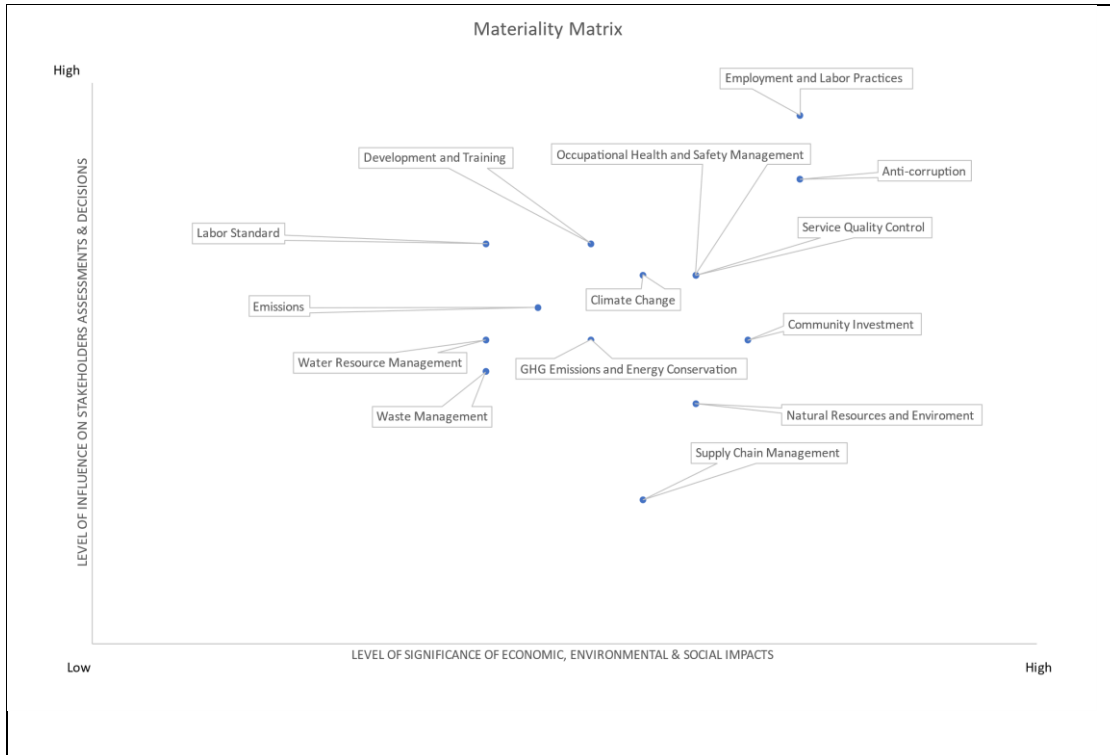 Materiality Matrix
High
Employment and Labor Practices
Development and Training
Occupational Health and Safety Management
Anti-corruption
Labor Standard
Service Quality Control
Climate Change
Emissions
Community Investment
Water Resource Management
GHG Emissions and Energy Conservation
Waste Management
Natural Resources and Enviroment
Supply Chain Management
LEVEL OF INFLUENCE ON STAKEHOLDERS ASSESSMENTS & DECISIONS
LEVEL OF SIGNIFICANCE OF ECONOMIC, ENVIRONMENTAL & SOCIAL IMPACTS
Low
High